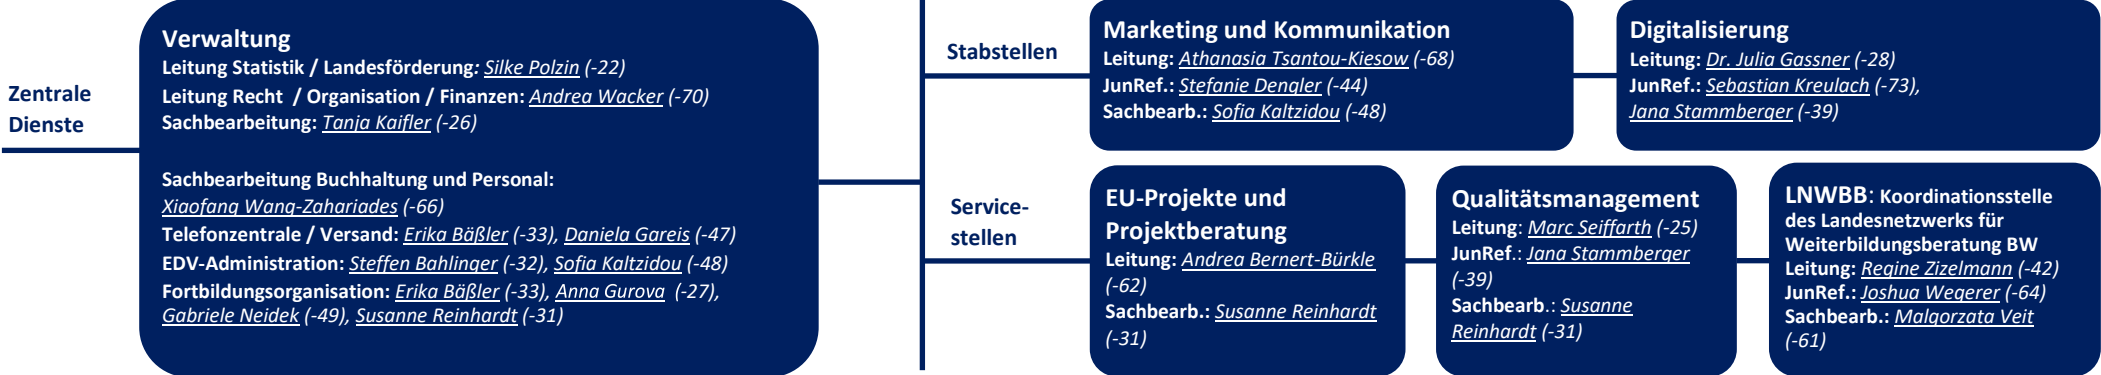 Zentrale
Dienste
Verwaltung
Leitung Statistik / Landesförderung: Silke Polzin (-22)
Leitung Recht / Organisation / Finanzen: Andrea Wacker (-70)
Sachbearbeitung: Tanja Kaifler (-26)
Sachbearbeitung Buchhaltung und Personal:
Xiaofang Wang-Zahariades (-66)
Telefonzentrale / Versand: Erika Bäßler (-33), Daniela Gareis (-47)
EDV-Administration: Steffen Bahlinger (-32), Sofia Kaltzidou (-48)
Fortbildungsorganisation: Erika Bäßler (-33), Anna Gurova (-27),
Gabriele Neidek (-49), Susanne Reinhardt (-31)
Stabstellen
Marketing und Kommunikation
Leitung: Athanasia Tsantou-Kiesow (-68)
JunRef.: Stefanie Dengler (-44)
Sachbearb.: Sofia Kaltzidou (-48)
Digitalisierung
Leitung: Dr. Julia Gassner (-28)
JunRef.: Sebastian Kreulach (-73),
Jana Stammberger (-39)
Service-
stellen
EU-Projekte und
Projektberatung
Leitung: Andrea Bernert-Bürkle
(-62)
Sachbearb.: Susanne Reinhardt
(-31)
Qualitätsmanagement
Leitung: Marc Seiffarth (-25)
JunRef.: Jana Stammberger
(-39)
Sachbearb.: Susanne
Reinhardt (-31)
LNWBB: Koordinationsstelle
des Landesnetzwerks für
Weiterbildungsberatung BW
Leitung: Regine Zizelmann (-42)
JunRef.: Joshua Wegerer (-64)
Sachbearb.: Malgorzata Veit
(-61)